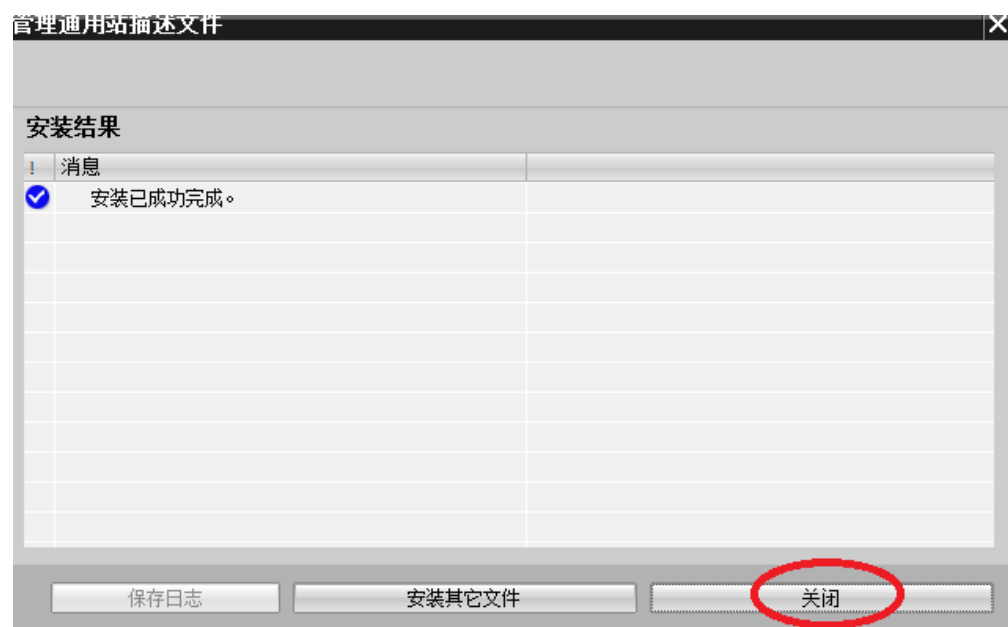 管理通用站描述文件
安装结果
! 消息
安装已成功完成。
保存日志 安装其它文件 关闭